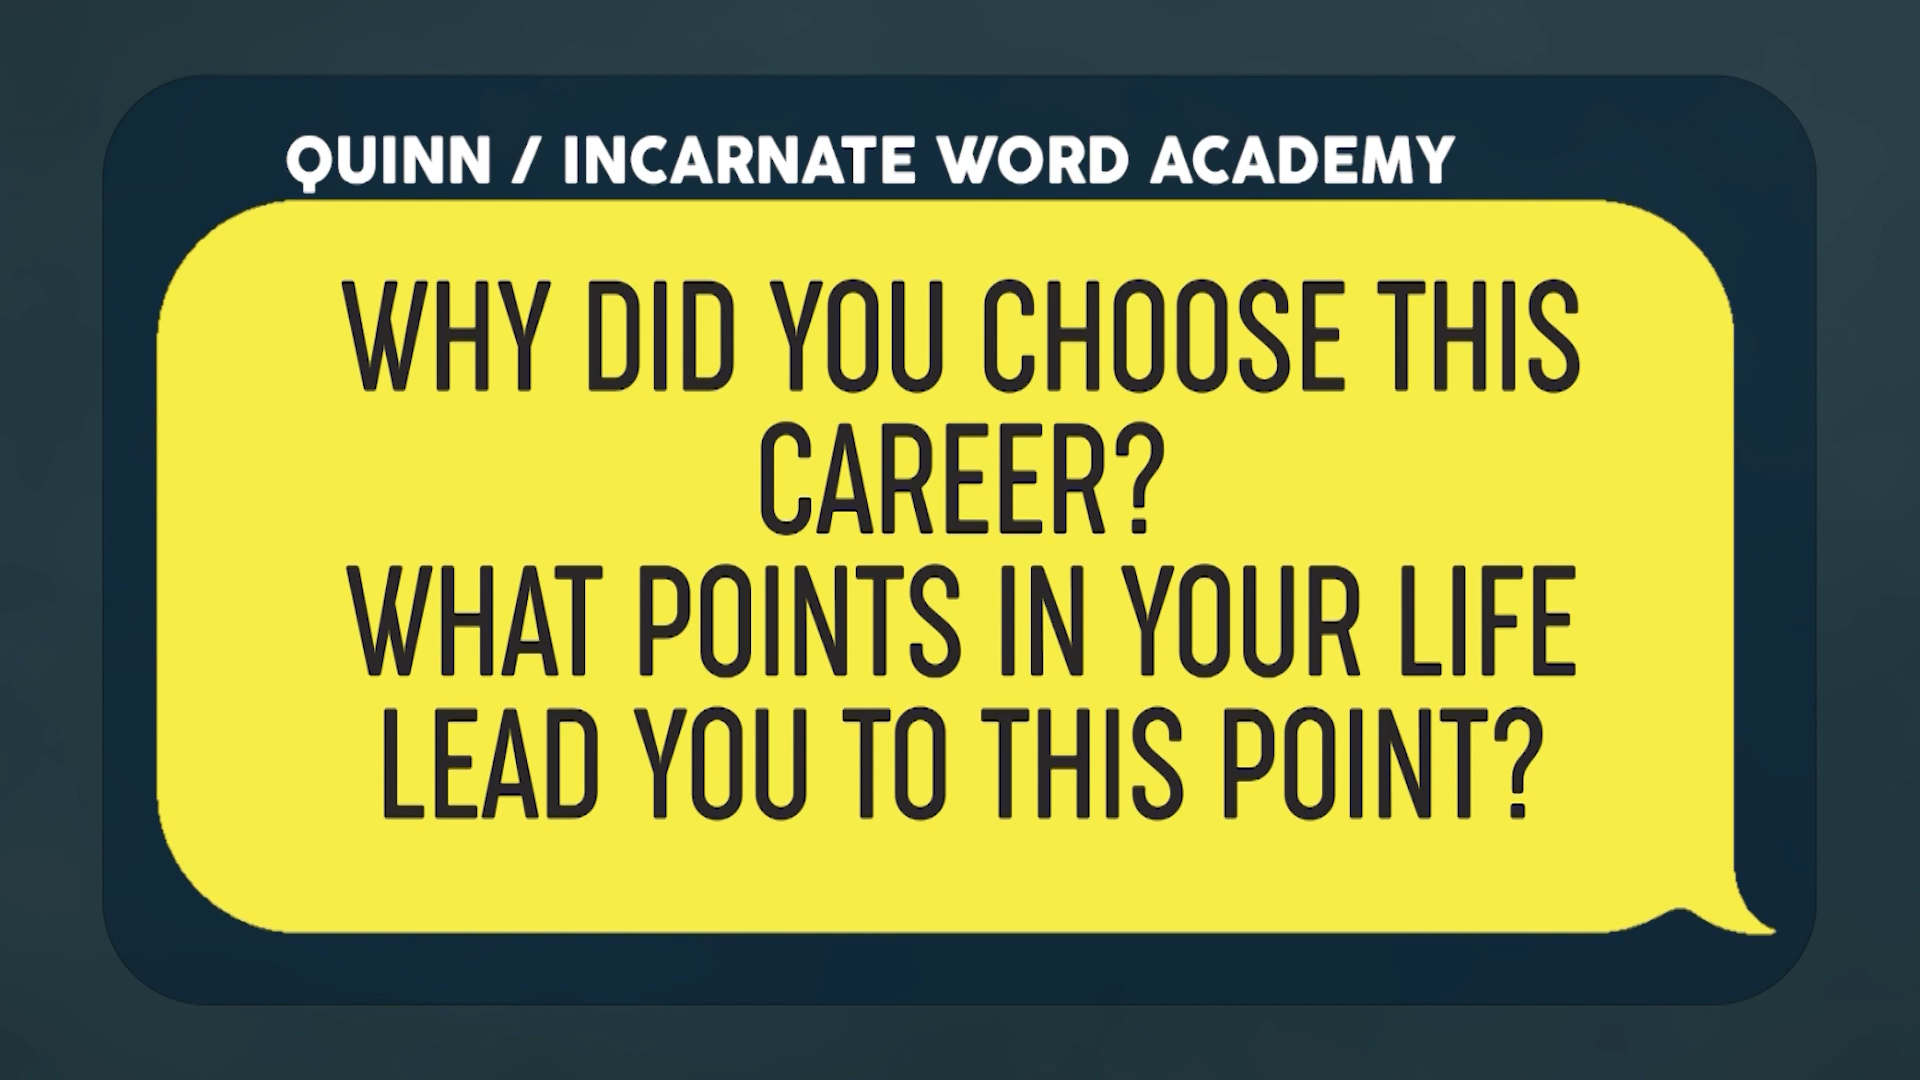 QUINN / INCARNATE WORD ACADEMY
WHY DID YOU CHOOSE THIS
CAREER?
WHAT POINTS IN YOUR LIFE
LEAD YOU TO THIS POINT?